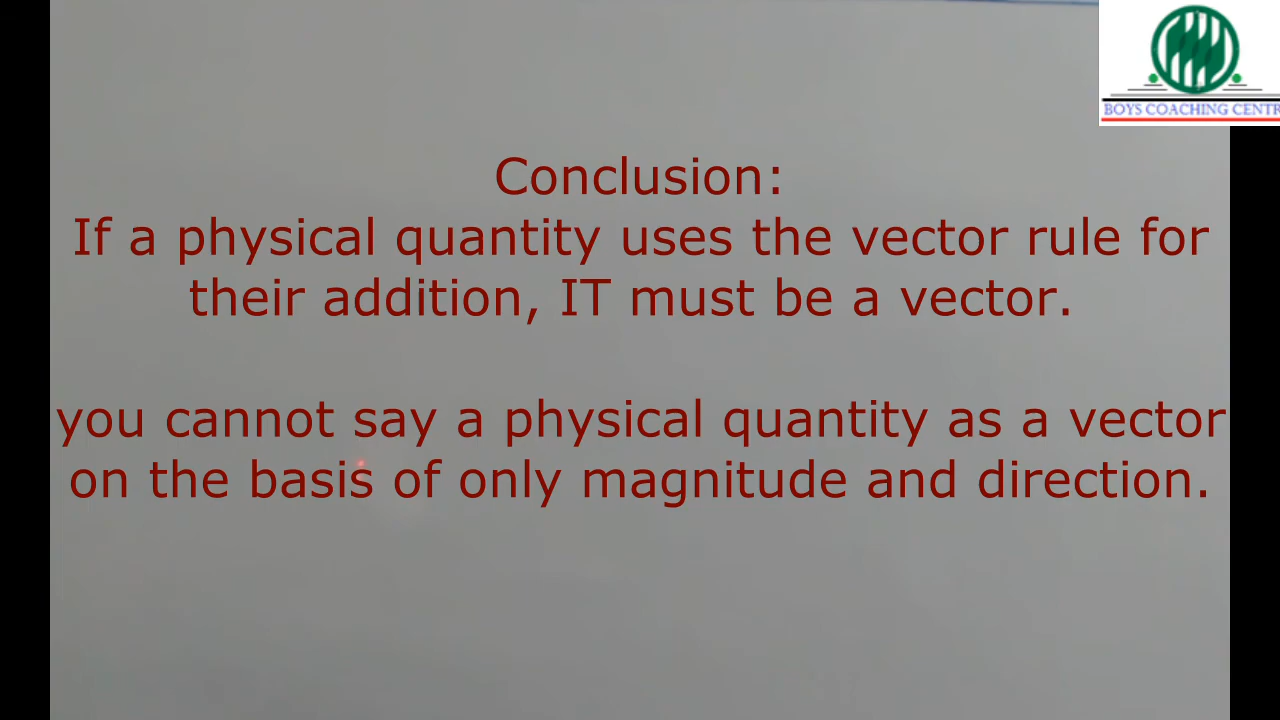 BOYS COACHING CENTR
Conclusion:
If a physical quantity uses the vector rule for
their addition, IT must be a vector.
you cannot say a physical quantity as a vector
on the basis of only magnitude and direction.